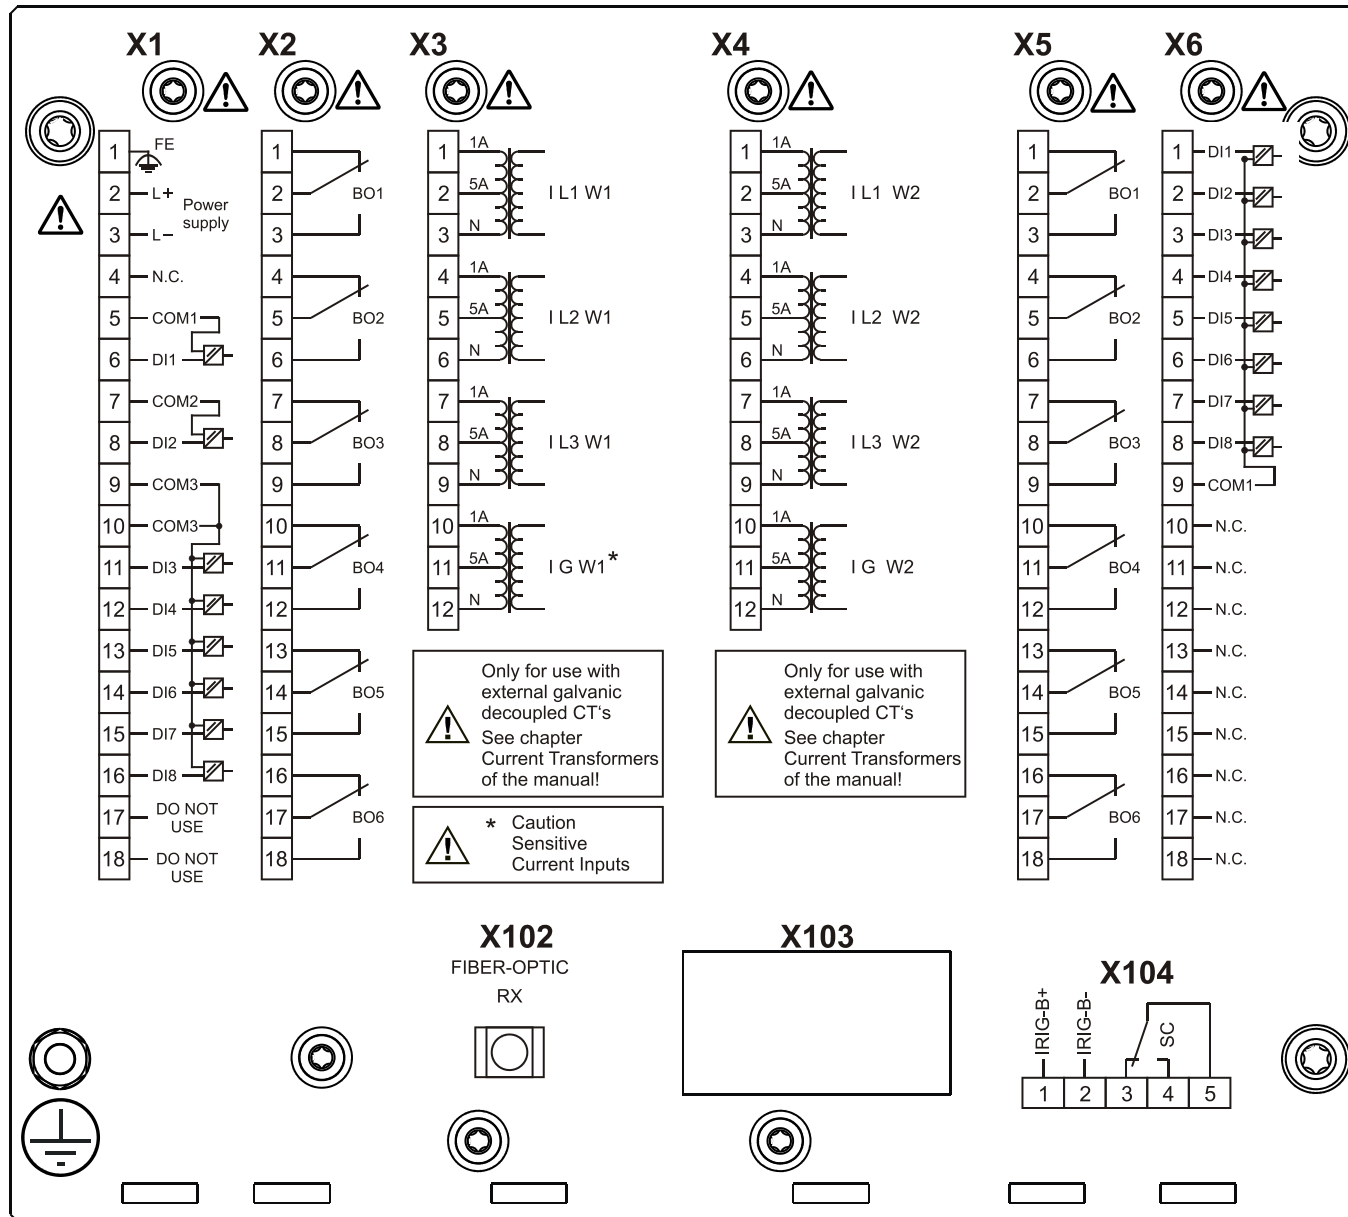 X1 X2 X3 X4 X5 X6
1 FE
2 L+ Power supply
3 L–
4 N.C.
5 COM1
6 DI1
7 COM2
8 DI2
9 COM3
10 COM3
11 DI3
12 DI4
13 DI5
14 DI6
15 DI7
16 DI8
17 DO NOT USE
18 DO NOT USE
1
2 BO1
3
4
5 BO2
6
7
8 BO3
9
10
11 BO4
12
13
14 BO5
15
16
17 BO6
18
1 1A
2 5A I L1 W1
3 N
4 1A
5 5A I L2 W1
6 N
7 1A
8 5A I L3 W1
9 N
10 1A
11 5A I G W1*
12 N
Only for use with
external galvanic
decoupled CT‘s
See chapter
Current Transformers
of the manual!
* Caution
Sensitive
Current Inputs
1 1A
2 5A I L1 W2
3 N
4 1A
5 5A I L2 W2
6 N
7 1A
8 5A I L3 W2
9 N
10 1A
11 5A I G W2
12 N
Only for use with
external galvanic
decoupled CT‘s
See chapter
Current Transformers
of the manual!
1
2 BO1
3
4
5 BO2
6
7
8 BO3
9
10
11 BO4
12
13
14 BO5
15
16
17 BO6
18
1 DI1
2 DI2
3 DI3
4 DI4
5 DI5
6 DI6
7 DI7
8 DI8
9 COM1
10 N.C.
11 N.C.
12 N.C.
13 N.C.
14 N.C.
15 N.C.
16 N.C.
17 N.C.
18 N.C.
X102
FIBER-OPTIC
RX
X103
X104
IRIG-B+
IRIG-B-
SC
1 2 3 4 5